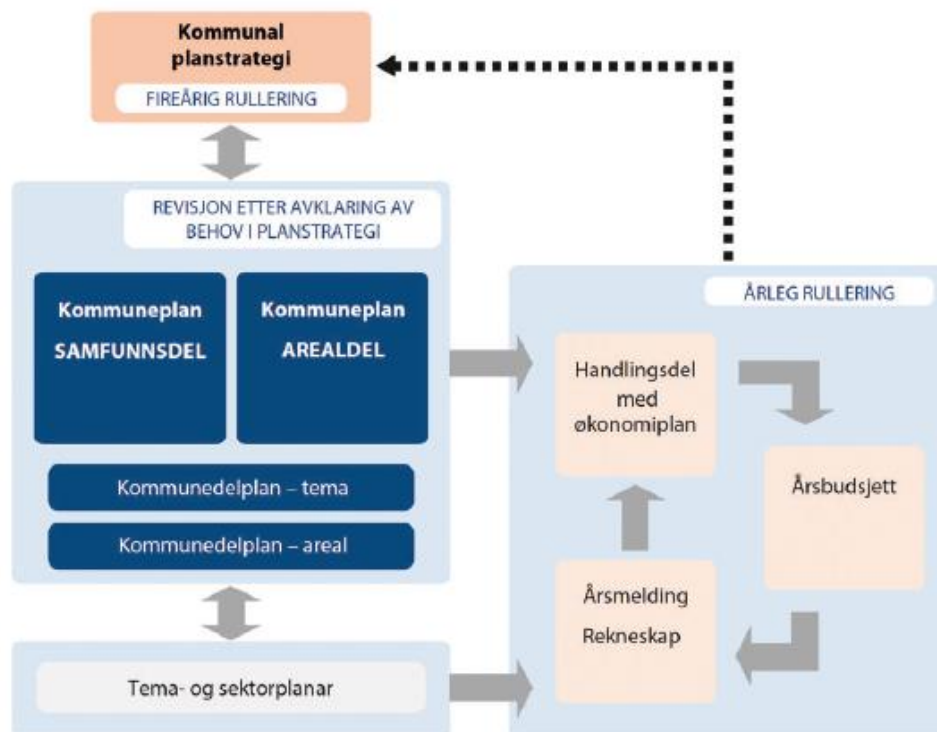 Kommunal
planstrategi
FIREÅRIG RULLERING
REVISJON ETTER AVKLARING AV
BEHOV I PLANSTRATEGI
Kommuneplan
SAMFUNNSDEL
Kommuneplan
AREALDEL
Kommunedelplan – tema
Kommunedelplan – areal
Tema- og sektorplanar
ÅRLEG RULLERING
Handlingsdel
med
økonomiplan
Årsbudsjett
Årsmelding
Rekneskap